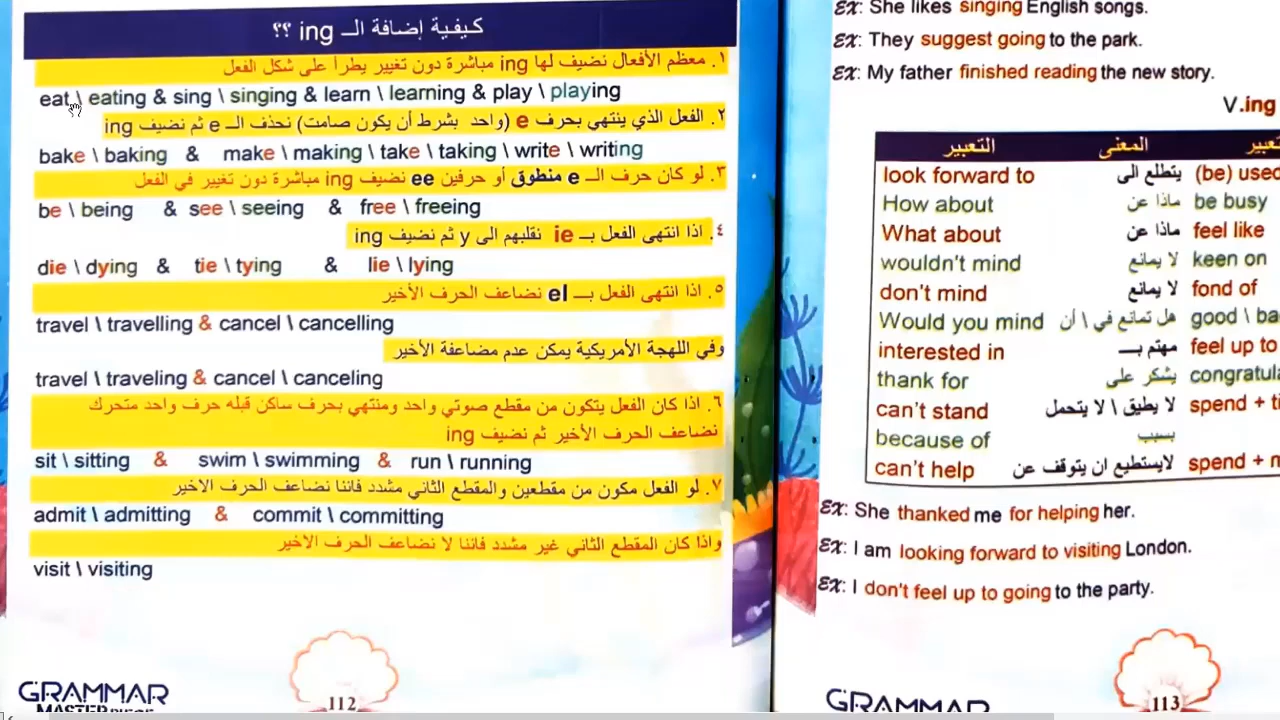 كيفية إضافة الـ ing ؟؟
١. معظم الأفعال نضيف لها ing مباشرة دون تغيير يطرأ على شكل الفعل
eat \ eating & sing \ singing & learn \ learning & play \ playing
٢. الفعل الذي ينتهي بحرف e (واحد بشرط أن يكون صامت) نحذف الـ e ثم نضيف ing
bake \ baking & make \ making \ take \ taking \ write \ writing
٣. لو كان حرف الـ e منطوق أو حرفين ee نضيف ing مباشرة دون تغيير في الفعل
be \ being & see \ seeing & free \ freeing
٤. اذا انتهى الفعل بـ ie نقلبهم الى y ثم نضيف ing
die \ dying & tie \ tying & lie \ lying
٥. اذا انتهى الفعل بـ el نضاعف الحرف الأخير
travel \ travelling & cancel \ cancelling
وفي اللهجة الأمريكية يمكن عدم مضاعفة الأخير
travel \ traveling & cancel \ canceling
٦. اذا كان الفعل يتكون من مقطع صوتي واحد ومنتهي بحرف ساكن قبله حرف واحد متحرك
نضاعف الحرف الأخير ثم نضيف ing
sit \ sitting & swim \ swimming & run \ running
٧. لو الفعل مكون من مقطعين والمقطع الثاني مشدد فاننا نضاعف الحرف الاخير
admit \ admitting & commit \ committing
واذا كان المقطع الثاني غير مشدد فاننا لا نضاعف الحرف الاخير
visit \ visiting
GRAMMAR
MASTERPIECE
112
Ex: She likes singing English songs.
Ex: They suggest going to the park.
Ex: My father finished reading the new story.
V.ing
التعبير المعنى
look forward to يتطلع الى (be) used
How about ماذا عن be busy
What about ماذا عن feel like
wouldn't mind لا يمانع keen on
don't mind لا يمانع fond of
Would you mind هل تمانع في \ أن good \ ba
interested in مهتم بـ feel up to
thank for يشكر على congratula
can't stand لا يطيق \ لا يتحمل spend + ti
because of بسبب
can't help لايستطيع ان يتوقف عن spend + m
Ex: She thanked me for helping her.
Ex: I am looking forward to visiting London.
Ex: I don't feel up to going to the party.
GRAMMAR
113